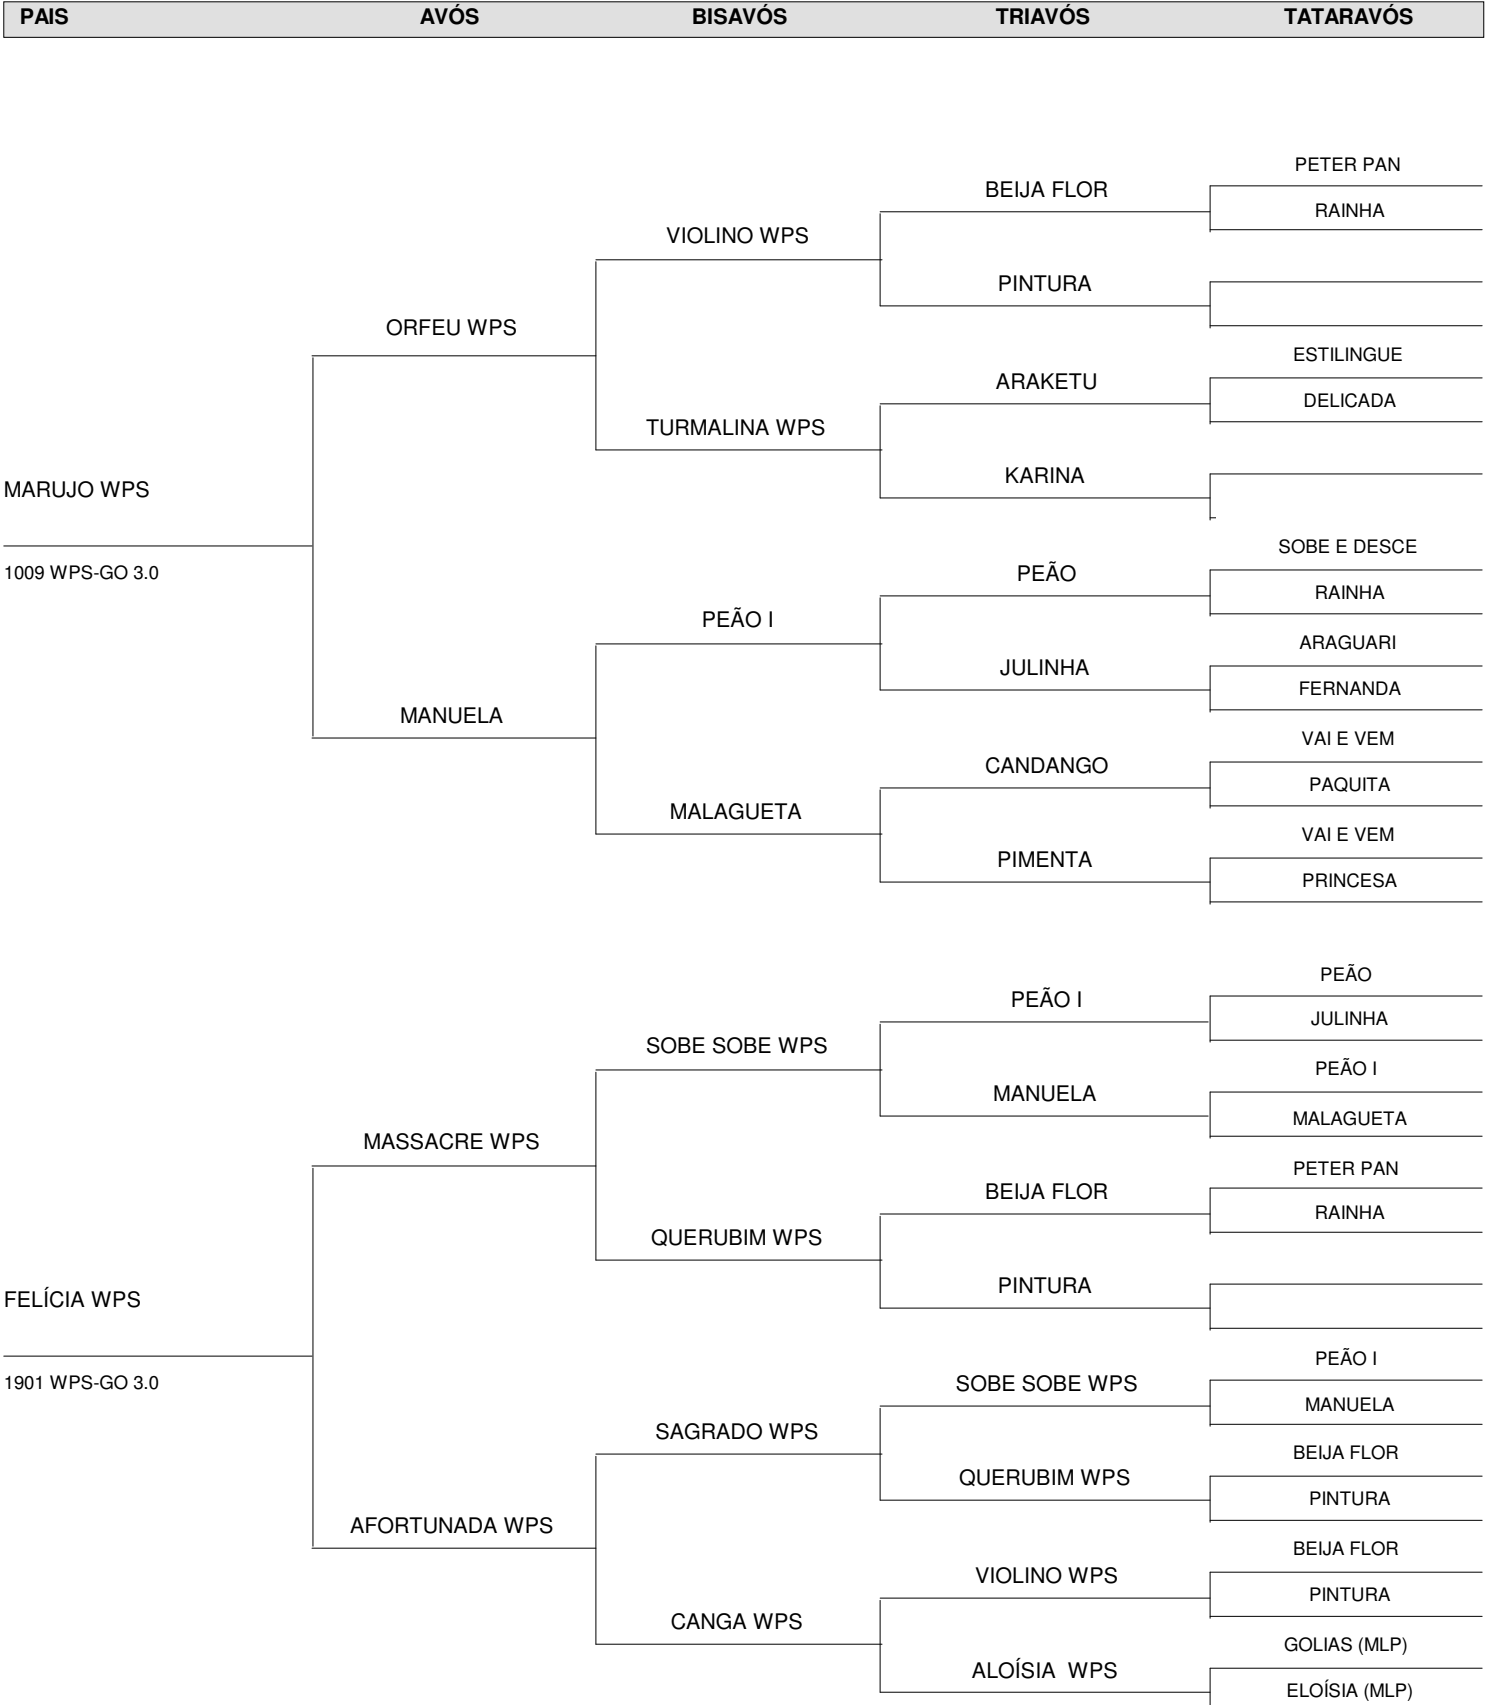 PAIS AVÓS BISAVÓS TRIAVÓS TATARAVÓS
PETER PAN
BEIJA FLOR
RAINHA
VIOLINO WPS
PINTURA
ORFEU WPS
ESTILINGUE
ARAKETU
DELICADA
TURMALINA WPS
KARINA
MARUJO WPS
SOBE E DESCE
1009 WPS-GO 3.0
PEÃO
RAINHA
PEÃO I
ARAGUARI
JULINHA
FERNANDA
MANUELA
VAI E VEM
CANDANGO
PAQUITA
MALAGUETA
VAI E VEM
PIMENTA
PRINCESA
PEÃO
PEÃO I
JULINHA
SOBE SOBE WPS
PEÃO I
MANUELA
MALAGUETA
MASSACRE WPS
PETER PAN
BEIJA FLOR
RAINHA
QUERUBIM WPS
PINTURA
FELÍCIA WPS
PEÃO I
1901 WPS-GO 3.0
SOBE SOBE WPS
MANUELA
SAGRADO WPS
BEIJA FLOR
QUERUBIM WPS
PINTURA
AFORTUNADA WPS
BEIJA FLOR
VIOLINO WPS
PINTURA
CANGA WPS
GOLIAS (MLP)
ALOÍSIA WPS
ELOÍSIA (MLP)